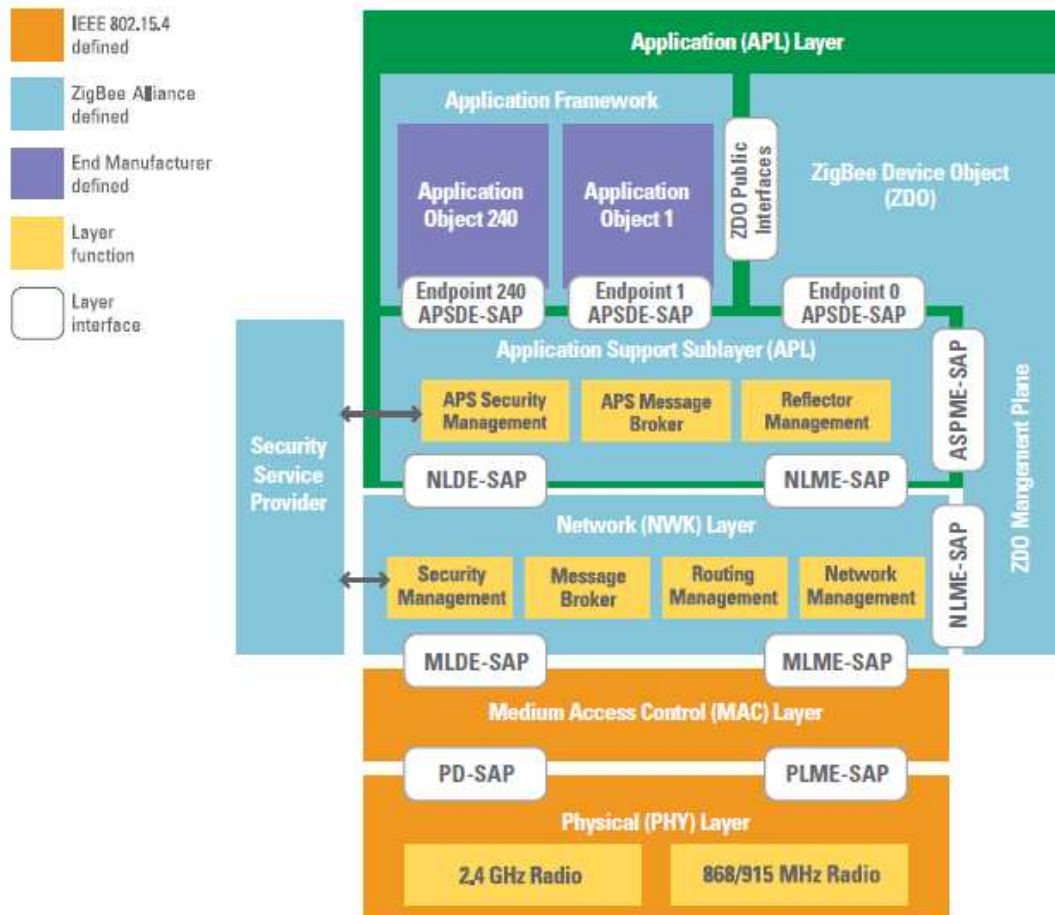 IEEE 802.15.4
defined
ZigBee Alliance
defined
End Manufacturer
defined
Layer
function
Layer
interface
Application (APL) Layer
Application Framework
Application
Object 240
Application
Object 1
ZDO Public
Interfaces
ZigBee Device Object
(ZDO)
Endpoint 240
APSDE-SAP
Endpoint 1
APSDE-SAP
Endpoint 0
APSDE-SAP
Application Support Sublayer (APL)
APS Security
Management
APS Message
Broker
Reflector
Management
ASPME-SAP
Security
Service
Provider
NLDE-SAP
NLME-SAP
ZDO Mangement Plane
Network (NWK) Layer
Security
Management
Message
Broker
Routing
Management
Network
Management
NLME-SAP
MLDE-SAP
MLME-SAP
Medium Access Control (MAC) Layer
PD-SAP
PLME-SAP
Physical (PHY) Layer
2.4 GHz Radio
868/915 MHz Radio